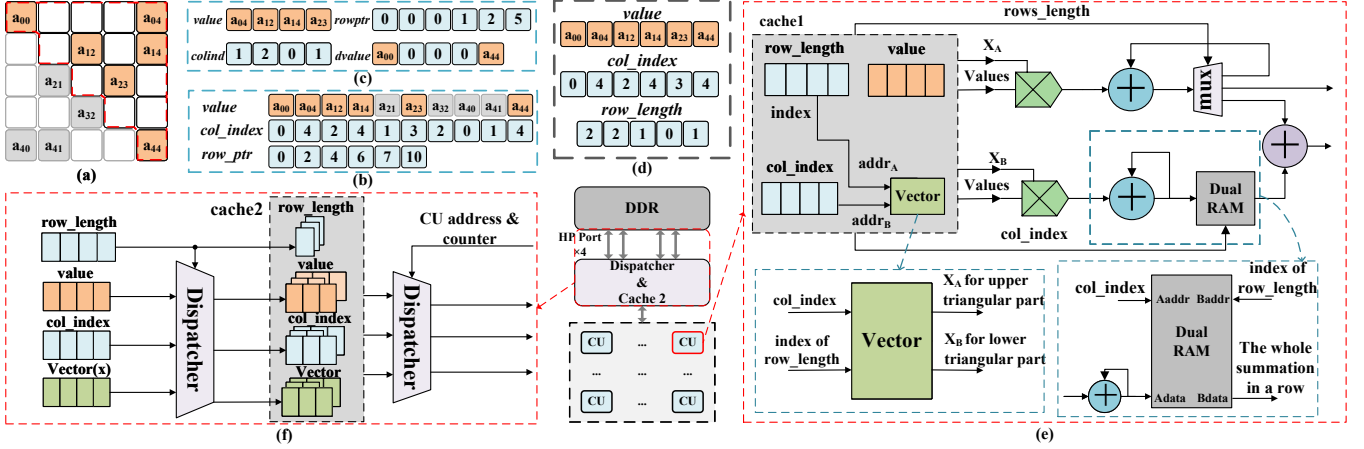 a00 a04
a12 a14
a21 a23
a32
a40 a41 a44
(a)
value a04 a12 a14 a23 rowptr 0 0 0 1 2 5
colind 1 2 0 1 dvalue a00 0 0 0 a44
(c)
value a00 a04 a12 a14 a21 a23 a32 a40 a41 a44
col_index 0 4 2 4 1 3 2 0 1 4
row_ptr 0 2 4 6 7 10
(b)
value
a00 a04 a12 a14 a23 a44
col_index
0 4 2 4 3 4
row_length
2 2 1 0 1
(d)
cache1
rows_length
row_length
value
XA
Values
index
mux
col_index
addrA
Vector
addrB
XB
Values
col_index
Dual
RAM
col_index
index of
row_length
Vector
XA for upper
triangular part
XB for lower
triangular part
col_index
index of
row_length
Aaddr Baddr
Dual
RAM
Adata Bdata
The whole
summation
in a row
(e)
cache2
row_length
row_length
value
value
col_index
col_index
Vector(x)
Vector
Dispatcher
Dispatcher
CU address &
counter
(f)
DDR
HP Port
×4
Dispatcher
&
Cache 2
CU ... CU
... ...
CU ... CU